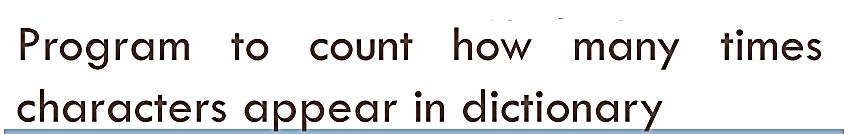 Program to count how many times
characters appear in dictionary